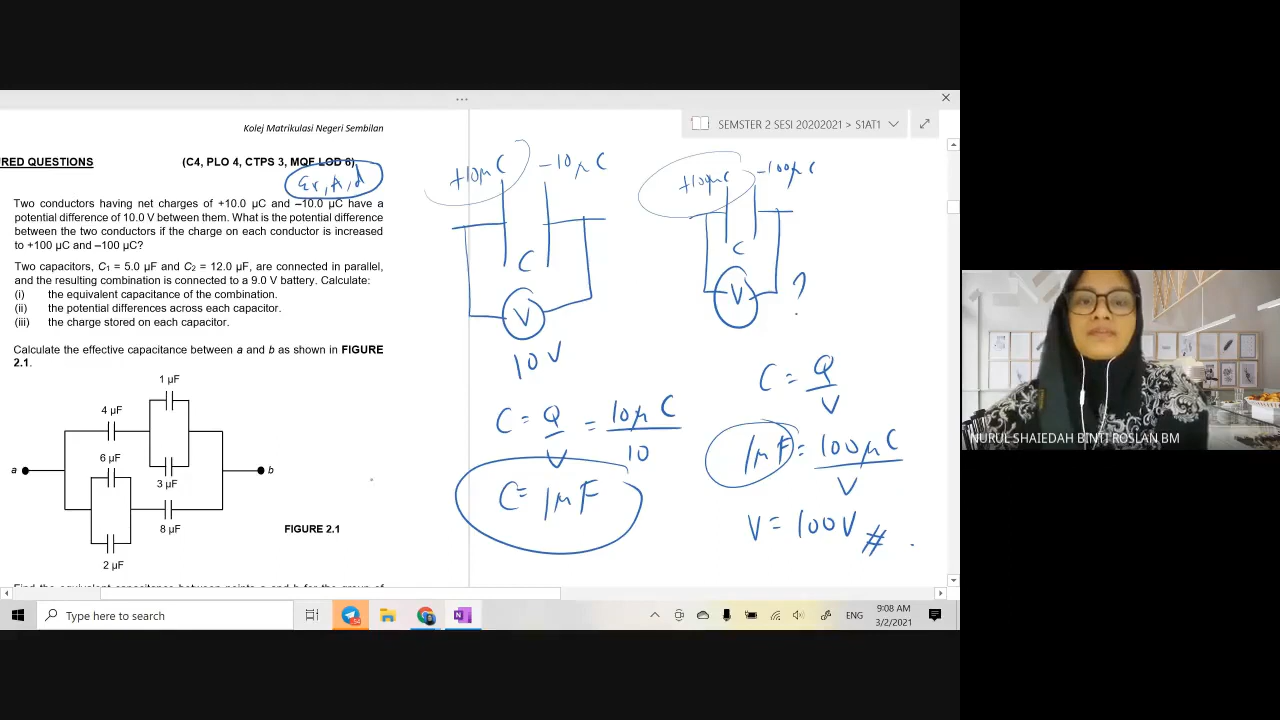 Kolej Matrikulasi Negeri Sembilan
SEMSTER 2 SESI 20202021 > S1AT1
URED QUESTIONS
(C4, PLO 4, CTPS 3, MQF LOD 6)
εr, A, d
Two conductors having net charges of +10.0 µC and –10.0 µC have a
potential difference of 10.0 V between them. What is the potential difference
between the two conductors if the charge on each conductor is increased
to +100 µC and –100 µC?
Two capacitors, C1 = 5.0 µF and C2 = 12.0 µF, are connected in parallel,
and the resulting combination is connected to a 9.0 V battery. Calculate:
(i) the equivalent capacitance of the combination.
(ii) the potential differences across each capacitor.
(iii) the charge stored on each capacitor.
Calculate the effective capacitance between a and b as shown in FIGURE
2.1.
1 µF
4 µF
6 µF
a
b
3 µF
8 µF
2 µF
FIGURE 2.1
+10µC
-10µC
C
V
10 V
C = Q/V = 10µC/10
C = 1µF
+100µC
-100µC
C
V
?
C = Q/V
1µF = 100µC/V
V = 100V #
NURUL SHAIEDAH BINTI ROSLAN BM
Type here to search
54
ENG
9:08 AM
3/2/2021